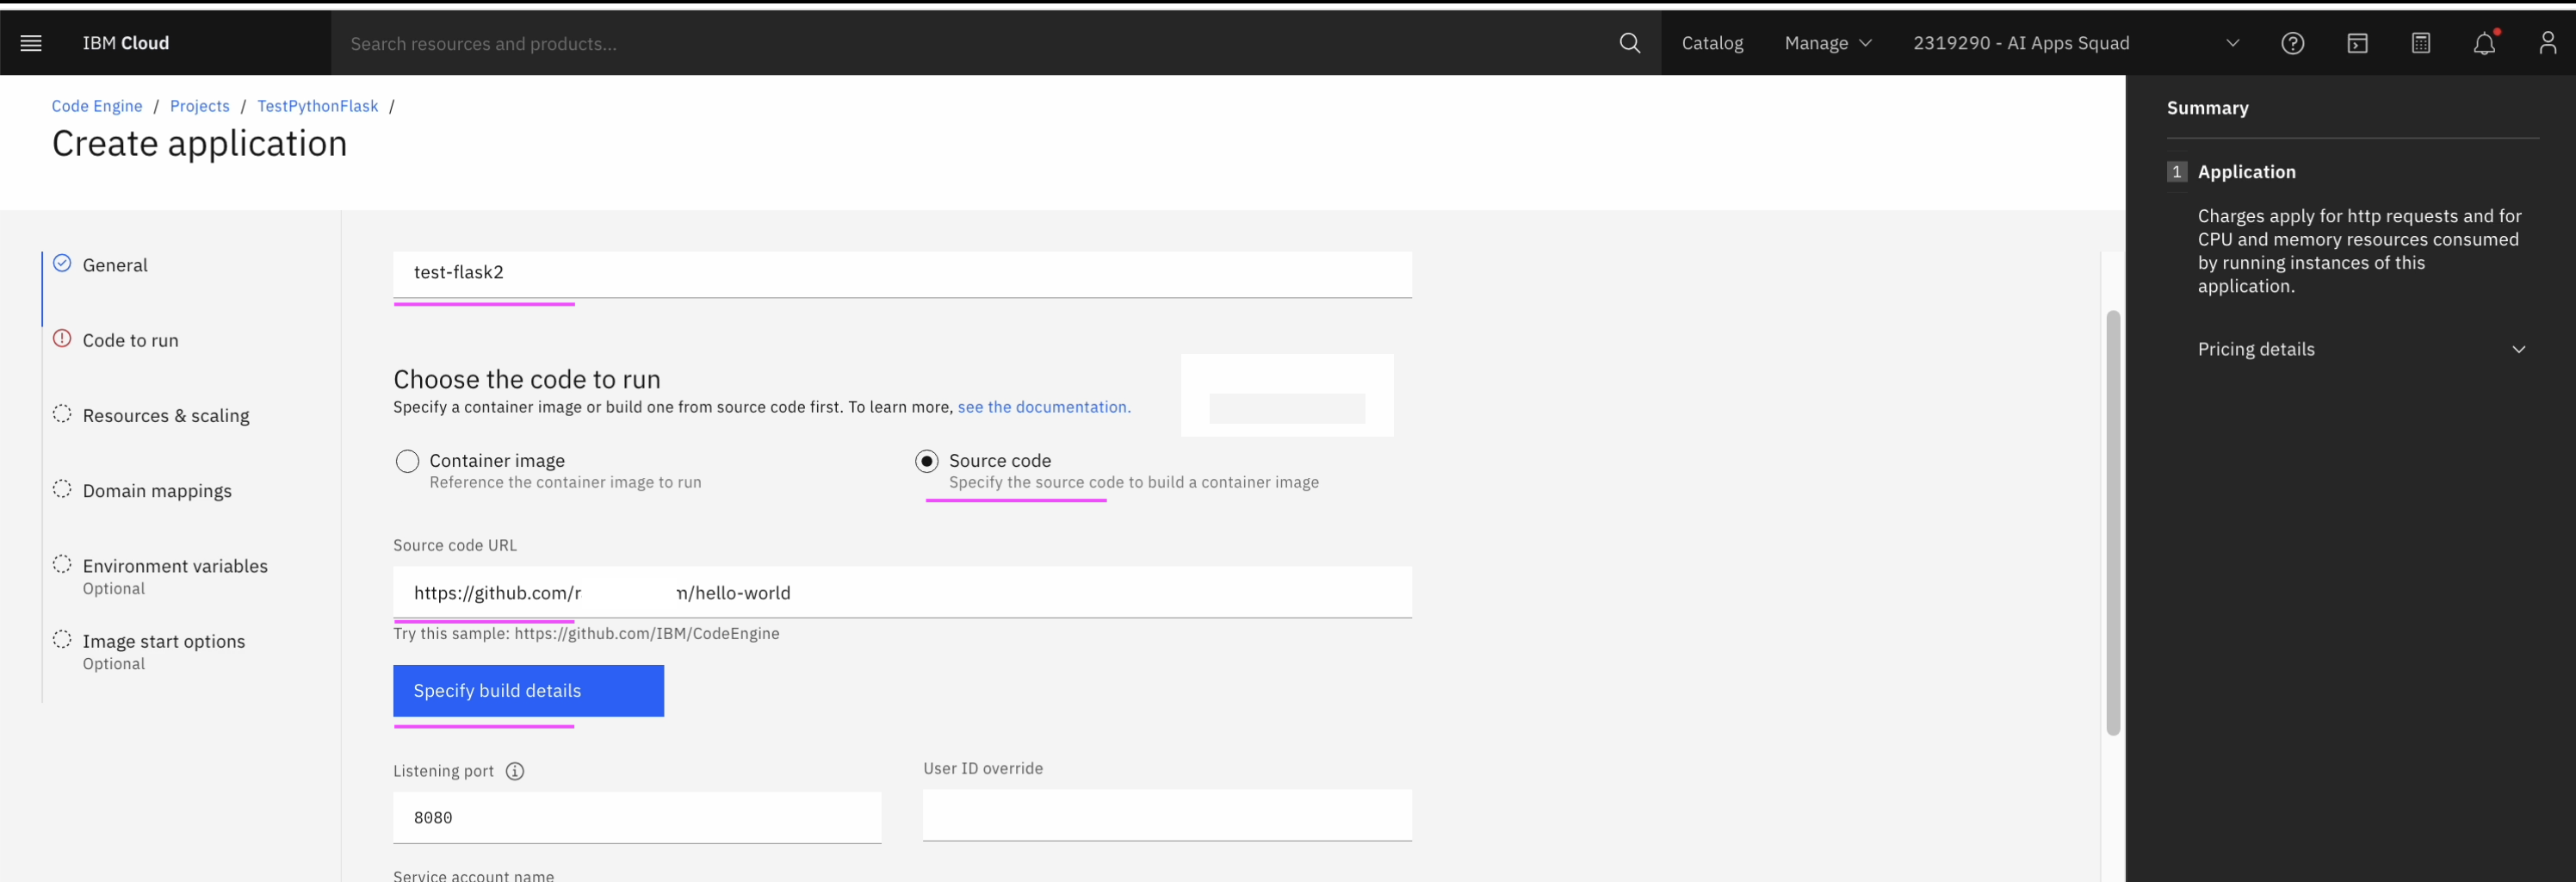 IBM Cloud
Search resources and products...
Catalog
Manage
2319290 - AI Apps Squad
Code Engine / Projects / TestPythonFlask /
Create application
General
Code to run
Resources & scaling
Domain mappings
Environment variables
Optional
Image start options
Optional
test-flask2
Choose the code to run
Specify a container image or build one from source code first. To learn more, see the documentation.
Container image
Reference the container image to run
Source code
Specify the source code to build a container image
Source code URL
https://github.com/r m/hello-world
Try this sample: https://github.com/IBM/CodeEngine
Specify build details
Listening port
8080
User ID override
Service account name
Summary
1 Application
Charges apply for http requests and for
CPU and memory resources consumed
by running instances of this
application.
Pricing details